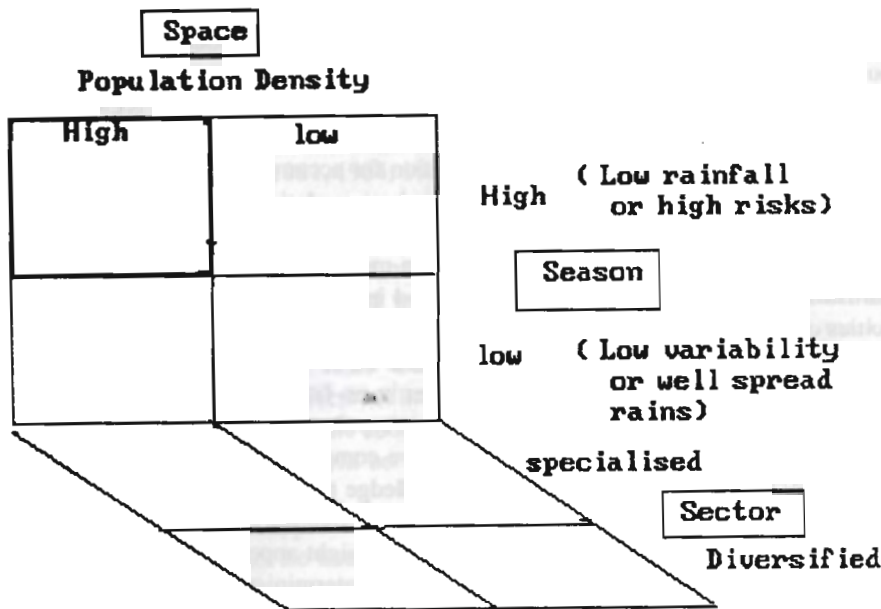 Space
Population Density
High low
High ( Low rainfall
or high risks)
Season
low ( Low variability
or well spread
rains)
specialised
Sector
Diversified